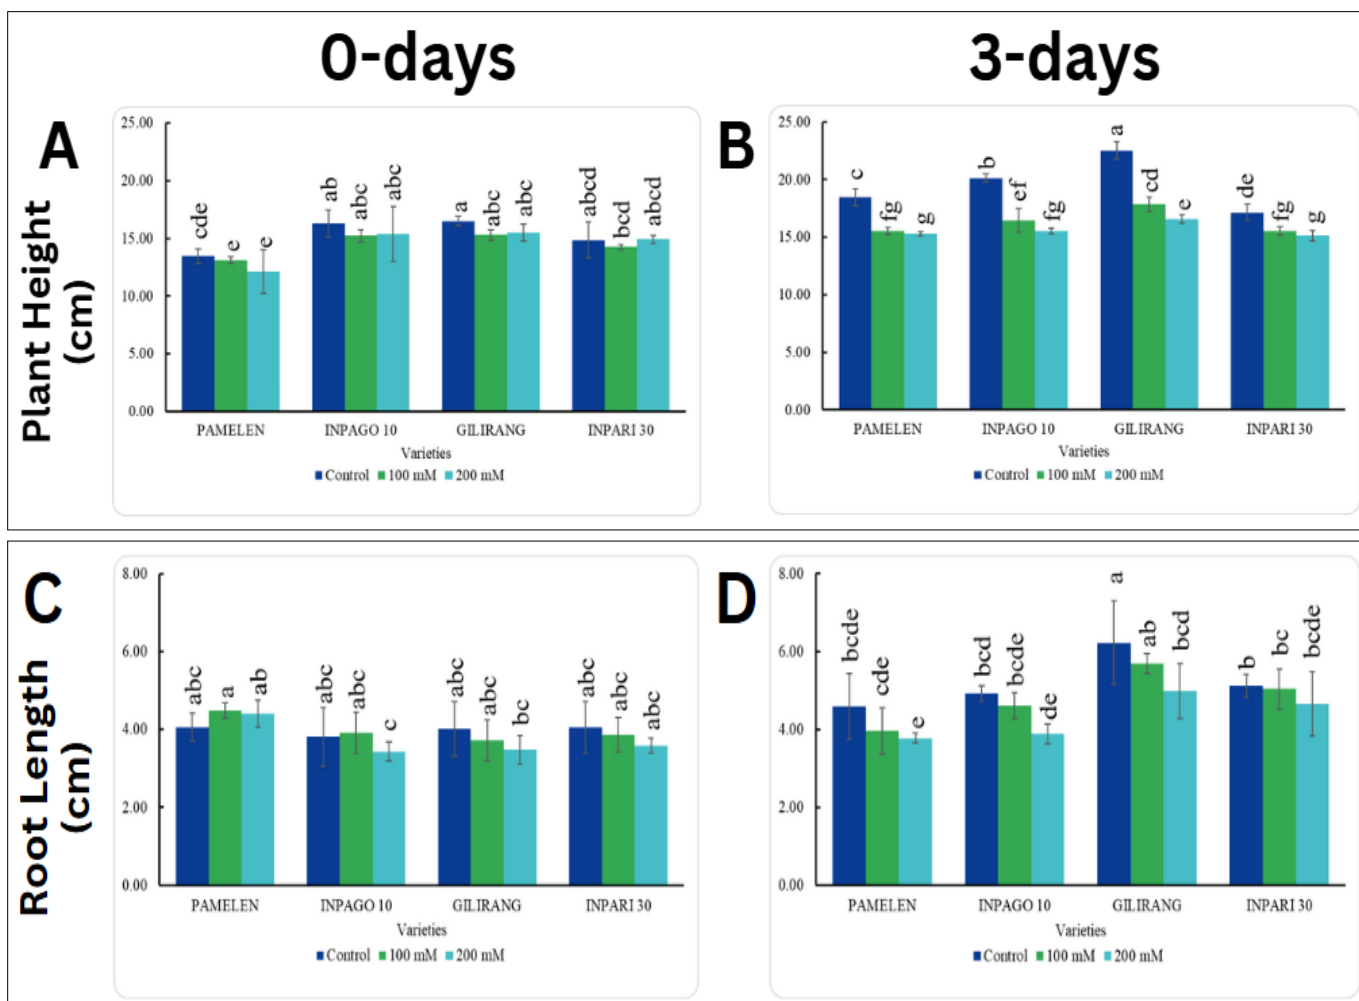 0-days
3-days
A
Plant Height
(cm)
25.00
20.00
15.00
10.00
5.00
0.00
cde
e
e
ab
abc
abc
a
abc
abc
abcd
bcd
abcd
PAMELEN
INPAGO 10
GILIRANG
INPARI 30
Varieties
Control
100 mM
200 mM
B
25.00
20.00
15.00
10.00
5.00
0.00
c
fg
g
b
ef
fg
a
cd
e
de
fg
g
PAMELEN
INPAGO 10
GILIRANG
INPARI 30
Varieties
Control
100 mM
200 mM
C
Root Length
(cm)
8.00
6.00
4.00
2.00
0.00
abc
a
ab
abc
abc
c
abc
abc
bc
abc
abc
abc
PAMELEN
INPAGO 10
GILIRANG
INPARI 30
Varieties
Control
100 mM
200 mM
D
8.00
6.00
4.00
2.00
0.00
bcde
cde
e
bcd
bcde
de
a
ab
bcd
b
bc
bcde
PAMELEN
INPAGO 10
GILIRANG
INPARI 30
Varieties
Control
100 mM
200 mM